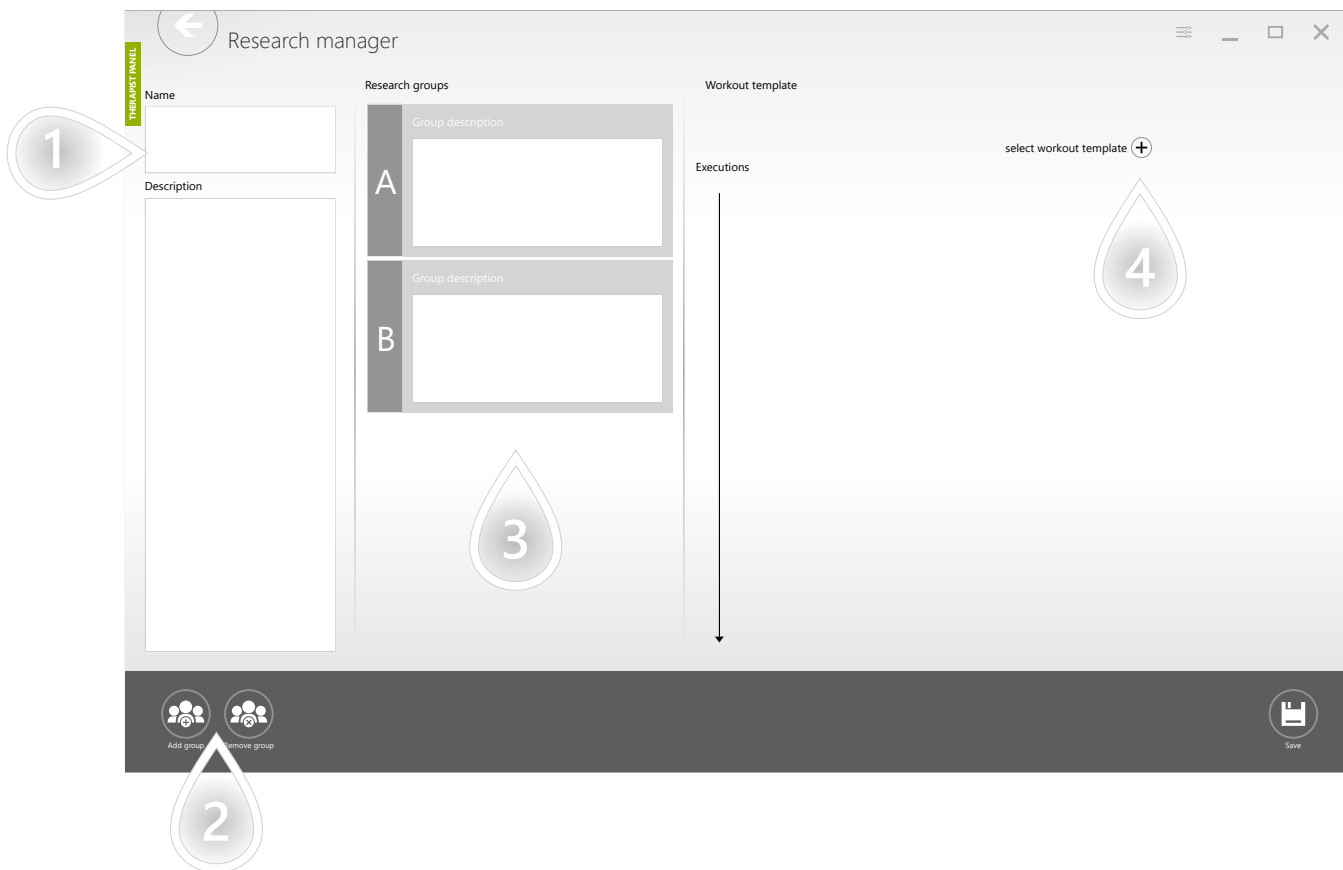 Research manager
THERAPIST PANEL
Name
Description
Research groups
A
Group description
B
Group description
Workout template
select workout template
Executions
1
2
3
4
Add group
Remove group
Save